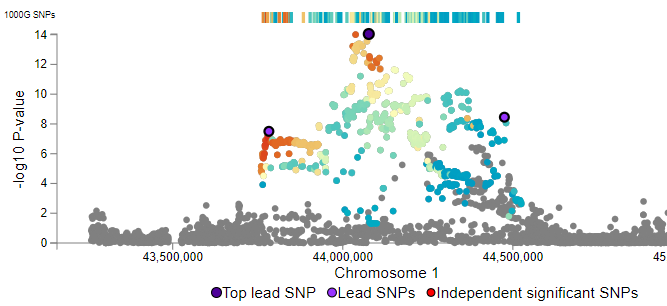 1000G SNPs
14
12
10
8
6
4
2
0
-log10 P-value
43,500,000 44,000,000 44,500,000
Chromosome 1
Top lead SNP Lead SNPs Independent significant SNPs